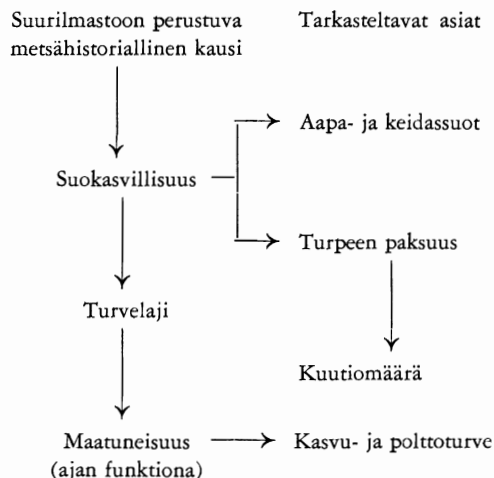 Suurilmastoon perustuva
metsähistoriallinen kausi
Tarkasteltavat asiat
Aapa- ja keidassuot
Suokasvillisuus
Turpeen paksuus
Turvelaji
Kuutiomäärä
Maatuneisuus
(ajan funktiona)
Kasvu- ja polttoturve